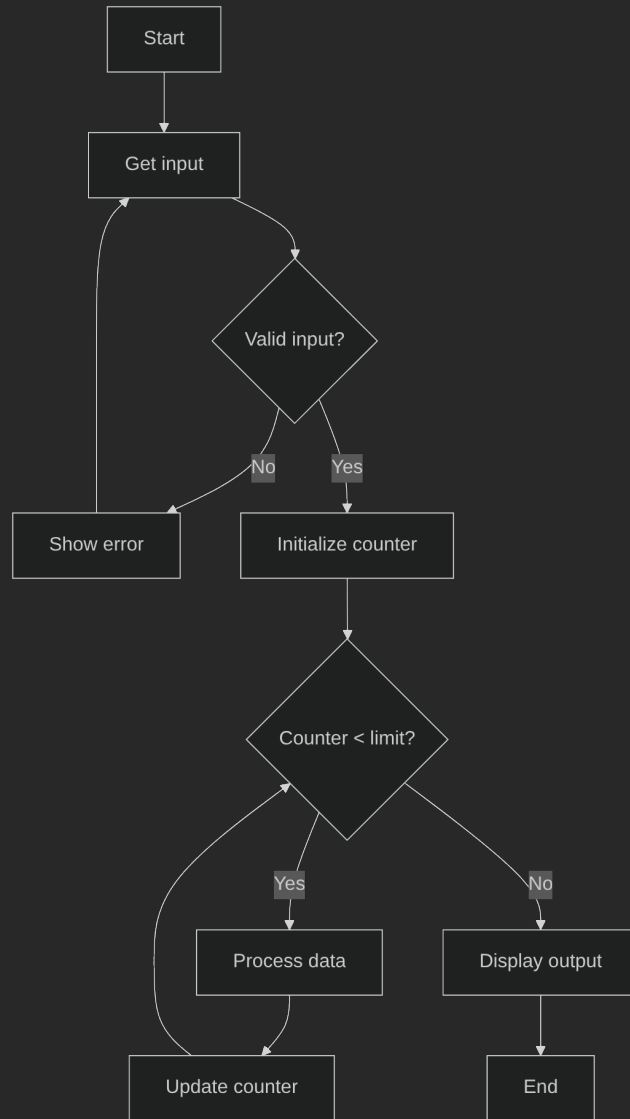 Start
Get input
Valid input?
No
Yes
Show error
Initialize counter
Counter < limit?
Yes
No
Process data
Display output
Update counter
End